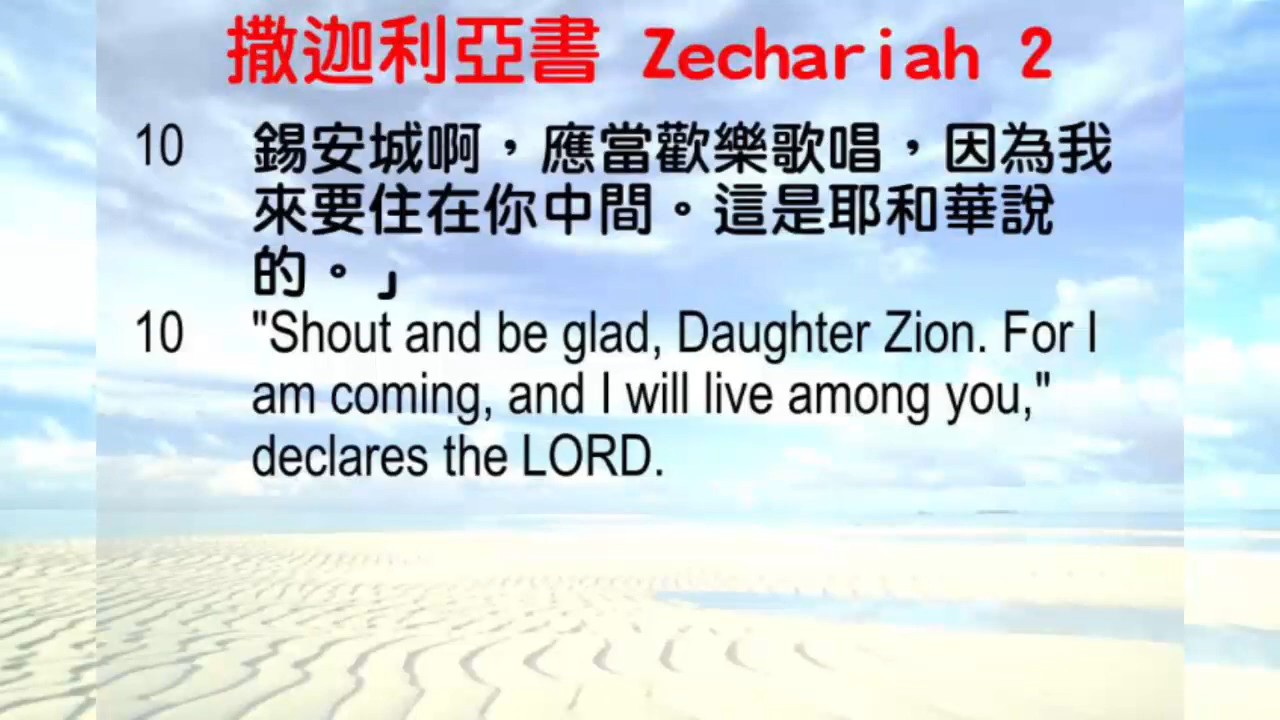 撒迦利亞書 Zechariah 2
10 錫安城啊，應當歡樂歌唱，因為我
來要住在你中間。這是耶和華說
的。」
10 "Shout and be glad, Daughter Zion. For I
am coming, and I will live among you,"
declares the LORD.